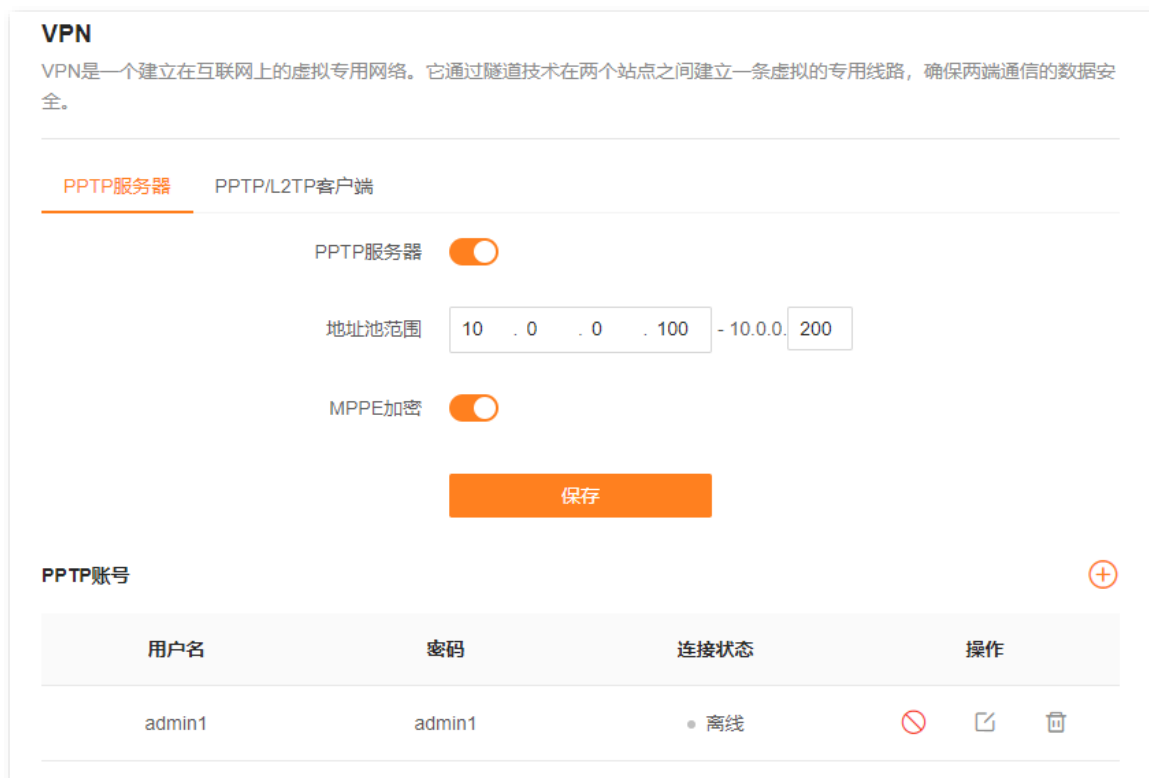 VPN
VPN是一个建立在互联网上的虚拟专用网络。它通过隧道技术在两个站点之间建立一条虚拟的专用线路，确保两端通信的数据安
全。
PPTP服务器 PPTP/L2TP客户端
PPTP服务器
地址池范围 10 . 0 . 0 . 100 - 10.0.0. 200
MPPE加密
保存
PPTP账号
用户名 密码 连接状态 操作
admin1 admin1 离线